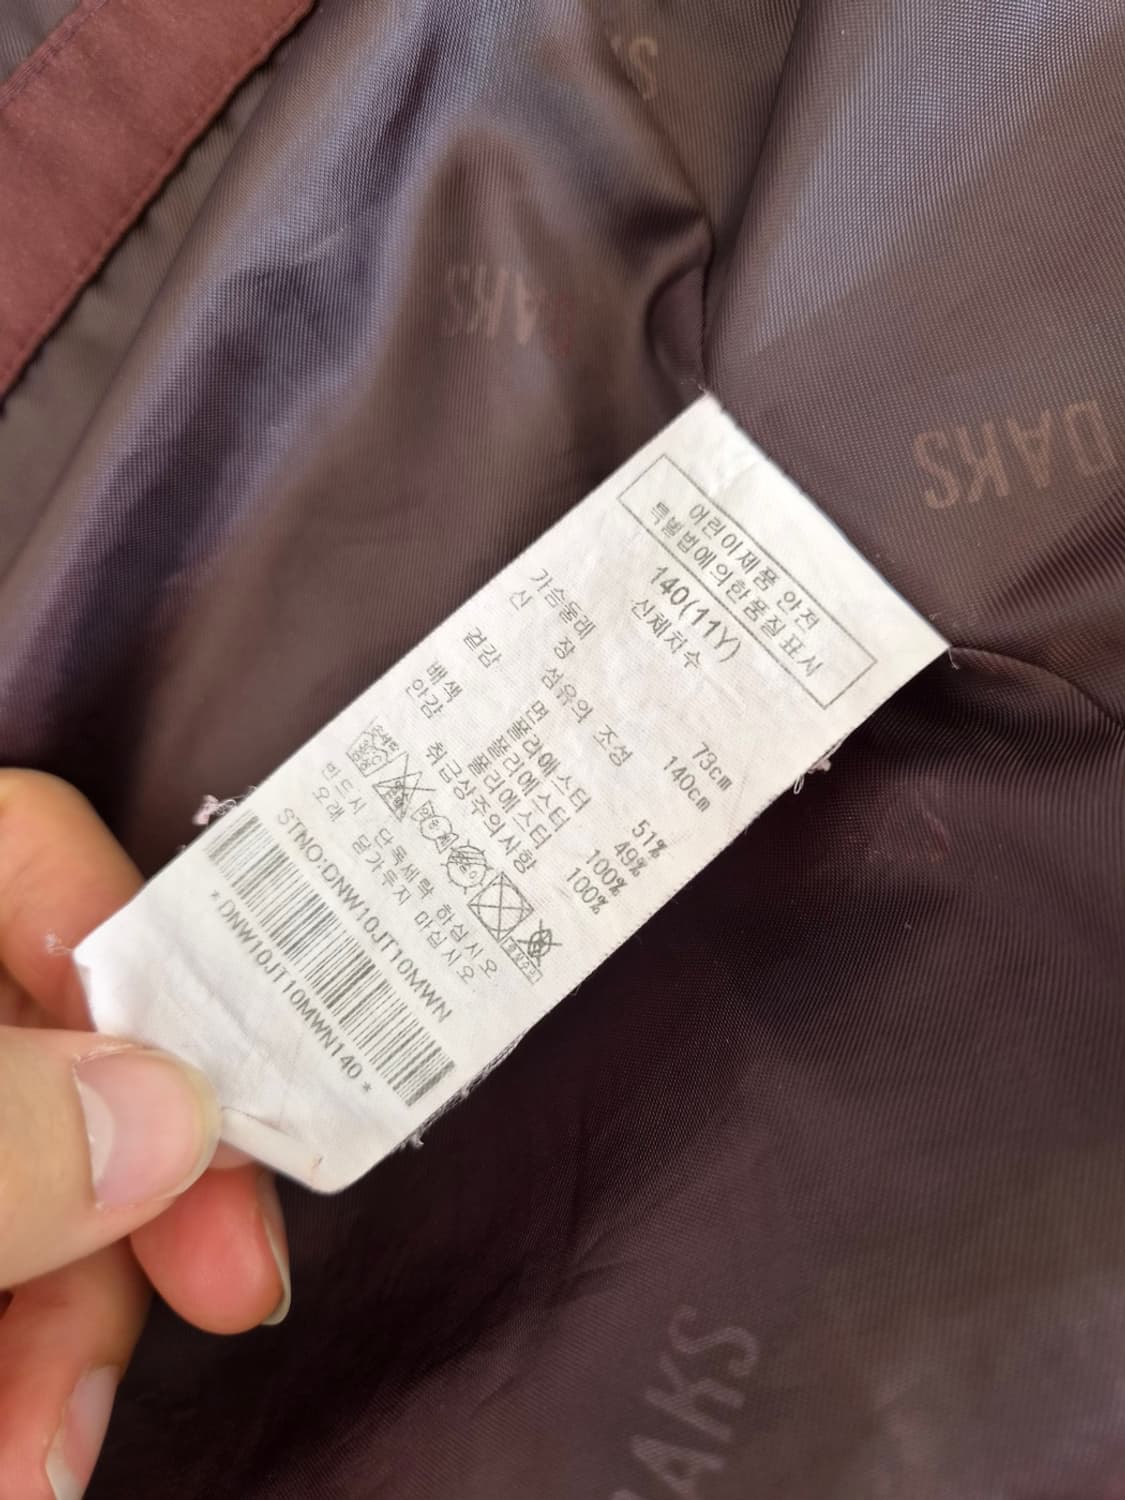 DAKS
DAKS
어린이제품 안전
특별법에의한품질표시
140(11Y)
신체치수
가슴둘레 73cm
신 장 140cm
섬유의 조성
겉감 면 51%
폴리에스터 49%
배색 폴리에스터 100%
안감 폴리에스터 100%
취급상주의사항
반드시 단독세탁 하십시오
오래 담가두지 마십시오
STNO:DNW10JT10MWN
*DNW10JT10MWN140*
DAKS